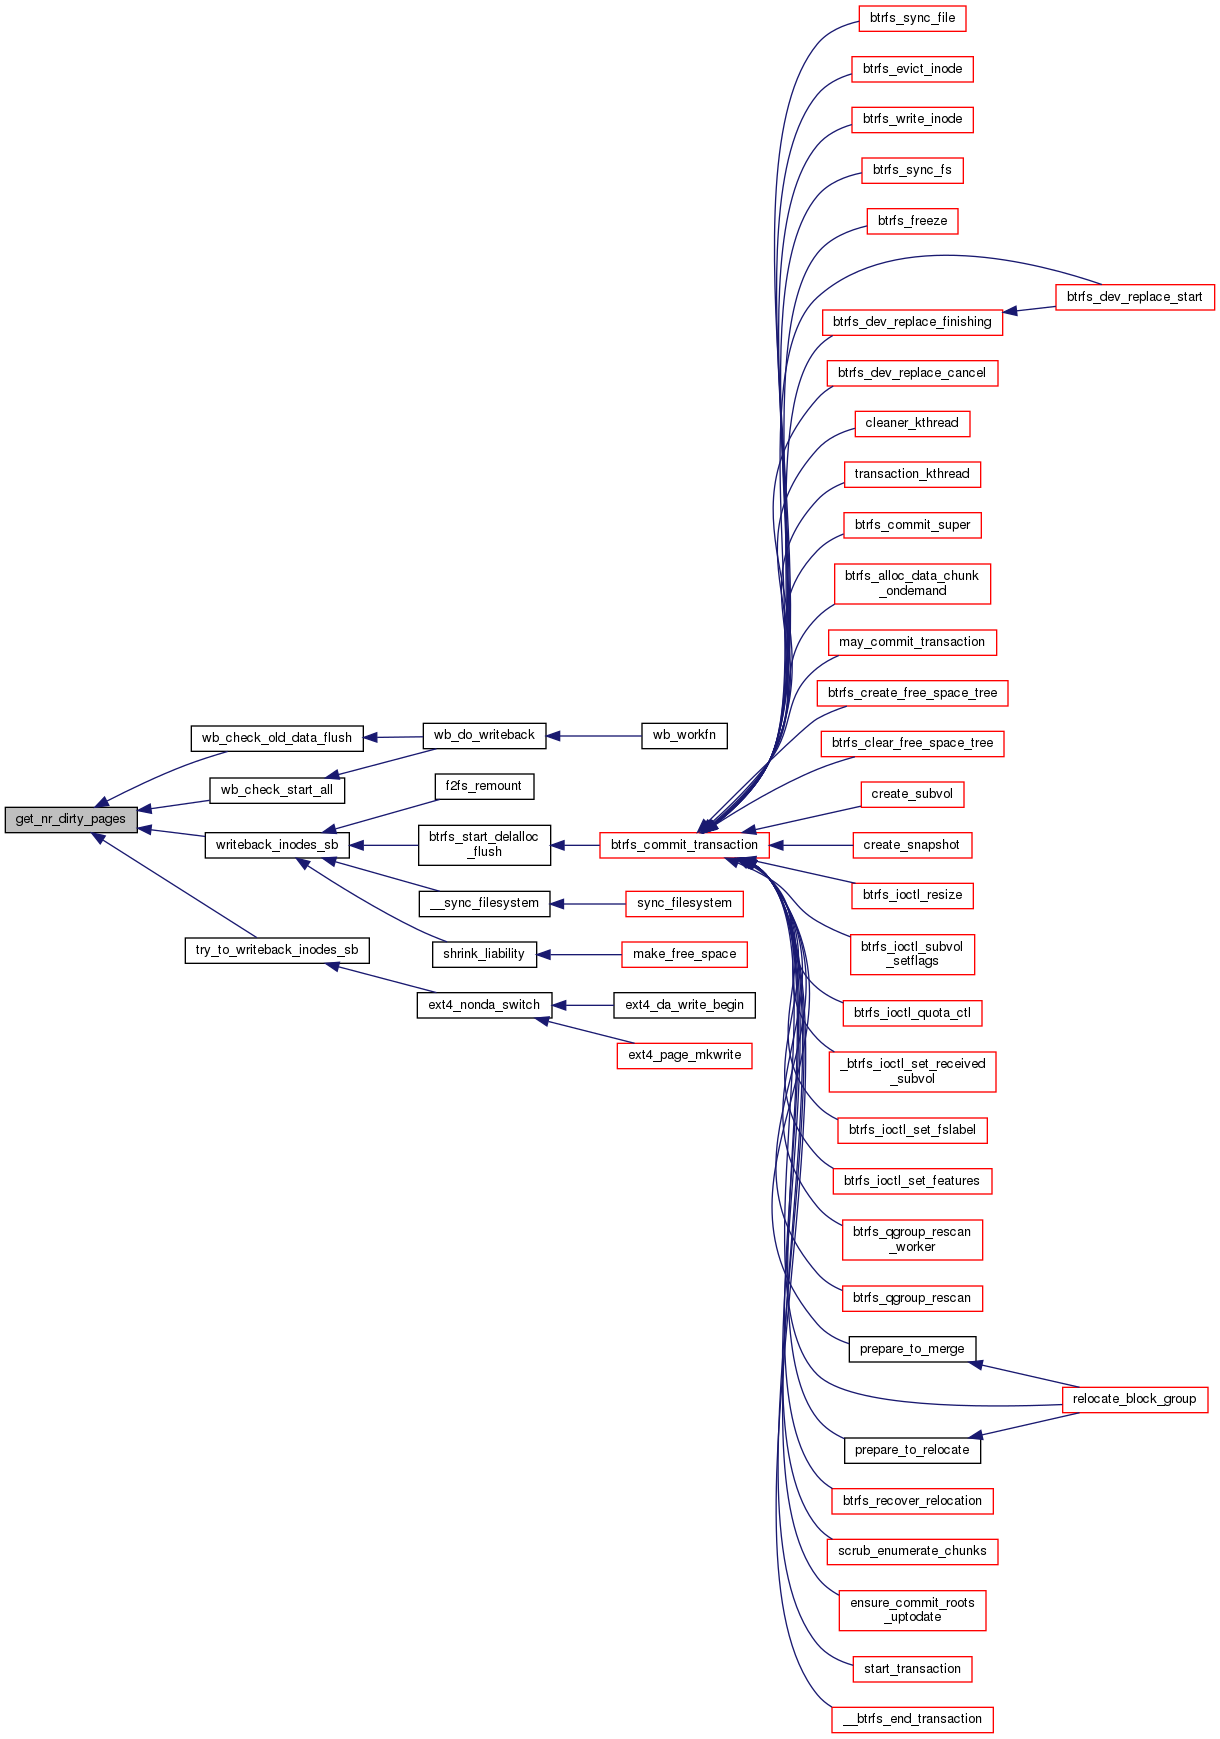 btrfs_sync_file
btrfs_evict_inode
btrfs_write_inode
btrfs_sync_fs
btrfs_freeze
btrfs_dev_replace_start
btrfs_dev_replace_finishing
btrfs_dev_replace_cancel
cleaner_kthread
transaction_kthread
btrfs_commit_super
btrfs_alloc_data_chunk
_ondemand
may_commit_transaction
btrfs_create_free_space_tree
wb_check_old_data_flush
wb_do_writeback
wb_workfn
btrfs_clear_free_space_tree
wb_check_start_all
f2fs_remount
create_subvol
get_nr_dirty_pages
writeback_inodes_sb
btrfs_start_delalloc
_flush
btrfs_commit_transaction
create_snapshot
__sync_filesystem
sync_filesystem
btrfs_ioctl_resize
try_to_writeback_inodes_sb
shrink_liability
make_free_space
btrfs_ioctl_subvol
_setflags
ext4_nonda_switch
ext4_da_write_begin
btrfs_ioctl_quota_ctl
ext4_page_mkwrite
_btrfs_ioctl_set_received
_subvol
btrfs_ioctl_set_fslabel
btrfs_ioctl_set_features
btrfs_qgroup_rescan
_worker
btrfs_qgroup_rescan
prepare_to_merge
relocate_block_group
prepare_to_relocate
btrfs_recover_relocation
scrub_enumerate_chunks
ensure_commit_roots
_uptodate
start_transaction
__btrfs_end_transaction